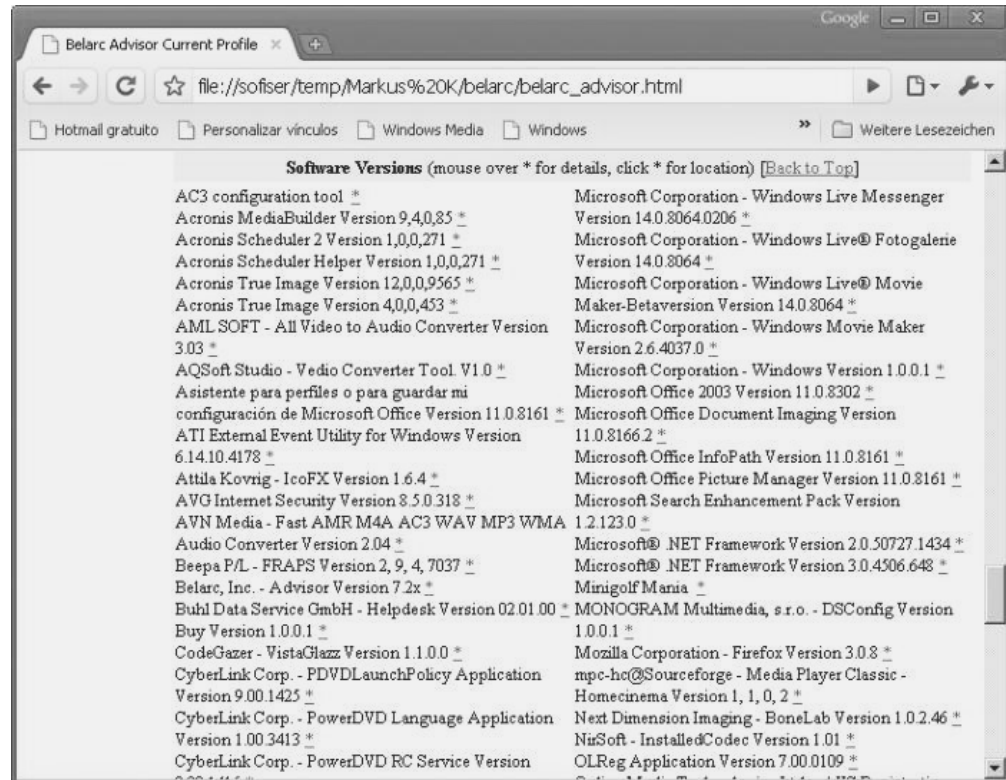 Google
Belarc Advisor Current Profile
file://sofiser/temp/Markus%20K/belarc/belarc_advisor.html
Hotmail gratuito Personalizar vínculos Windows Media Windows » Weitere Lesezeichen
Software Versions (mouse over * for details, click * for location) [Back to Top]
AC3 configuration tool *
Acronis MediaBuilder Version 9,4,0,85 *
Acronis Scheduler 2 Version 1,0,0,271 *
Acronis Scheduler Helper Version 1,0,0,271 *
Acronis True Image Version 12,0,0,9565 *
Acronis True Image Version 4,0,0,453 *
AML SOFT - All Video to Audio Converter Version
3.03 *
AQSoft Studio - Vedio Converter Tool. V1.0 *
Asistente para perfiles o para guardar mi
configuración de Microsoft Office Version 11.0.8161 *
ATI External Event Utility for Windows Version
6.14.10.4178 *
Attila Kovrig - IcoFX Version 1.6.4 *
AVG Internet Security Version 8.5.0.318 *
AVN Media - Fast AMR M4A AC3 WAV MP3 WMA
Audio Converter Version 2.04 *
Beepa P/L - FRAPS Version 2, 9, 4, 7037 *
Belarc, Inc. - Advisor Version 7.2x *
Buhl Data Service GmbH - Helpdesk Version 02.01.00 *
Buy Version 1.0.0.1 *
CodeGazer - VistaGlazz Version 1.1.0.0 *
CyberLink Corp. - PDVDLaunchPolicy Application
Version 9.00.1425 *
CyberLink Corp. - PowerDVD Language Application
Version 1.00.3413 *
CyberLink Corp. - PowerDVD RC Service Version
Microsoft Corporation - Windows Live Messenger
Version 14.0.8064.0206 *
Microsoft Corporation - Windows Live® Fotogalerie
Version 14.0.8064 *
Microsoft Corporation - Windows Live® Movie
Maker-Betaversion Version 14.0.8064 *
Microsoft Corporation - Windows Movie Maker
Version 2.6.4037.0 *
Microsoft Corporation - Windows Version 1.0.0.1 *
Microsoft Office 2003 Version 11.0.8302 *
Microsoft Office Document Imaging Version
11.0.8166.2 *
Microsoft Office InfoPath Version 11.0.8161 *
Microsoft Office Picture Manager Version 11.0.8161 *
Microsoft Search Enhancement Pack Version
1.2.123.0 *
Microsoft® .NET Framework Version 2.0.50727.1434 *
Microsoft® .NET Framework Version 3.0.4506.648 *
Minigolf Mania *
MONOGRAM Multimedia, s.r.o. - DSConfig Version
1.0.0.1 *
Mozilla Corporation - Firefox Version 3.0.8 *
mpc-hc@Sourceforge - Media Player Classic -
Homecinema Version 1, 1, 0, 2 *
Next Dimension Imaging - BoneLab Version 1.0.2.46 *
NirSoft - InstalledCodec Version 1.01 *
OLReg Application Version 7.00.0109 *